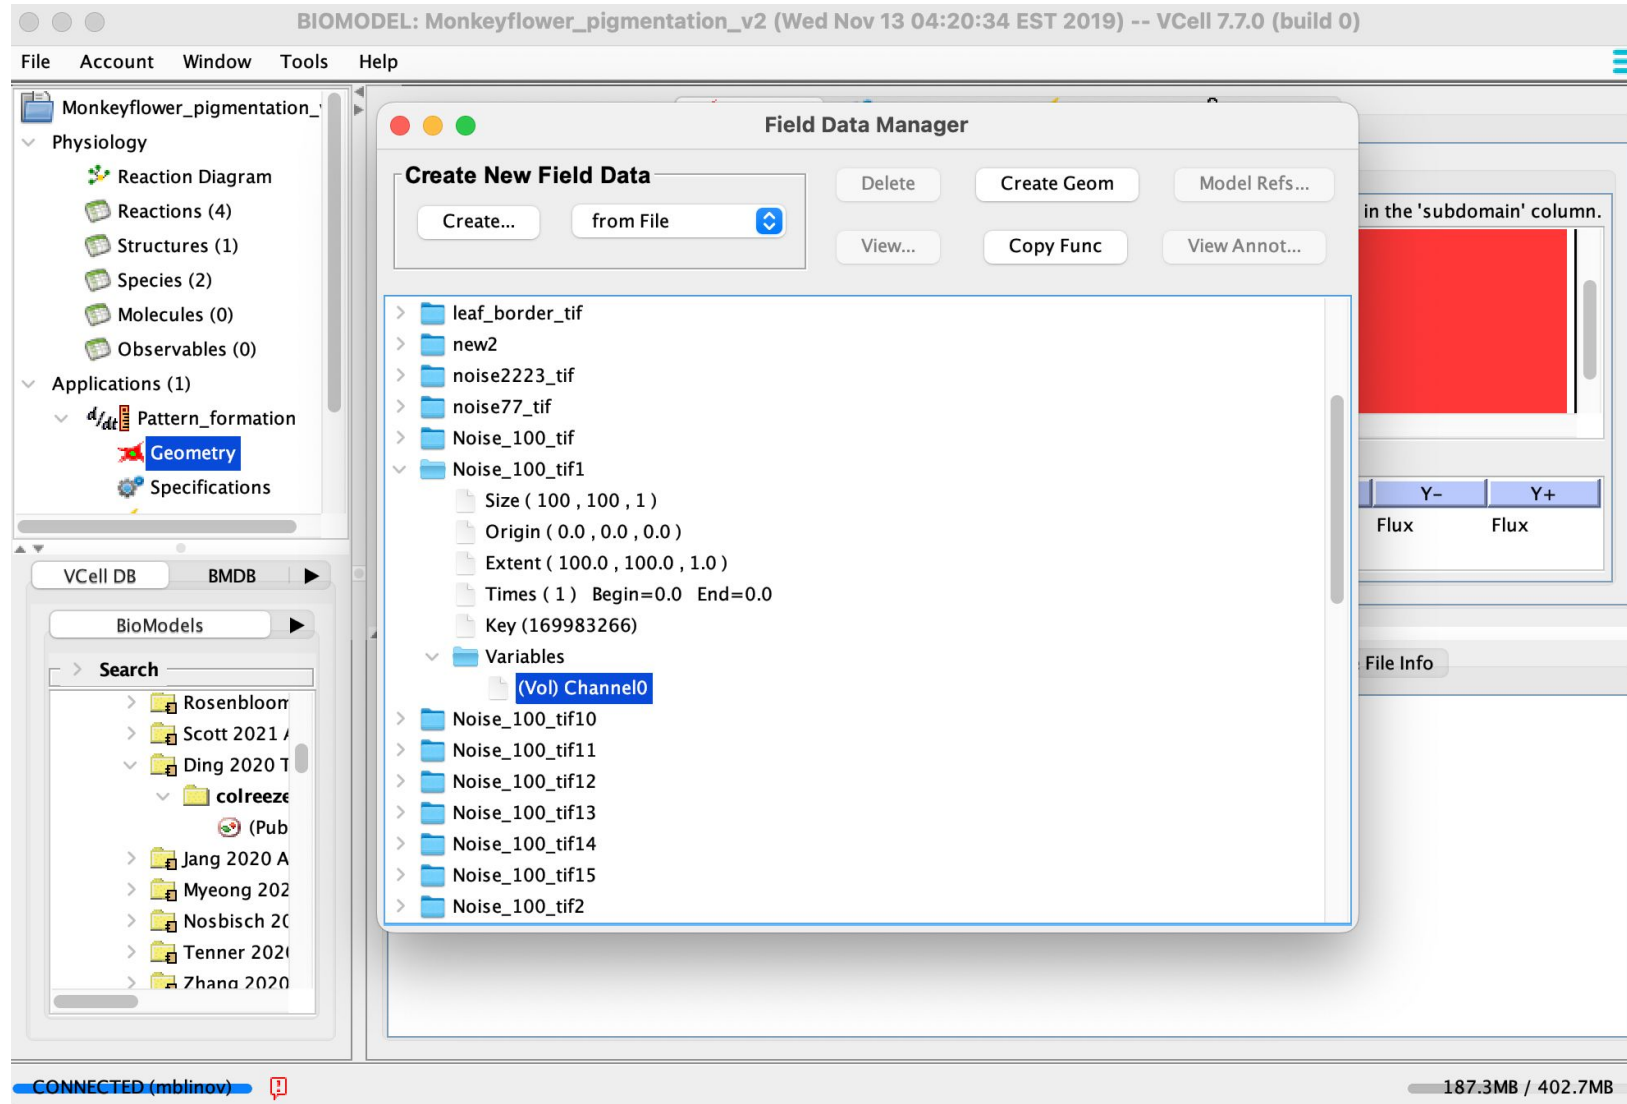 BIOMODEL: Monkeyflower_pigmentation_v2 (Wed Nov 13 04:20:34 EST 2019) -- VCell 7.7.0 (build 0)
File Account Window Tools Help
Monkeyflower_pigmentation_
Physiology
Reaction Diagram
Reactions (4)
Structures (1)
Species (2)
Molecules (0)
Observables (0)
Applications (1)
d/dt Pattern_formation
Geometry
Specifications
VCell DB BMDB
BioModels
Search
Rosenbloom
Scott 2021 A
Ding 2020 T
colreeze
(Pub
Jang 2020 A
Myeong 202
Nosbisch 20
Tenner 2020
Zhang 2020
Field Data Manager
Create New Field Data
Create... from File
Delete Create Geom Model Refs...
View... Copy Func View Annot...
leaf_border_tif
new2
noise2223_tif
noise77_tif
Noise_100_tif
Noise_100_tif1
Size ( 100 , 100 , 1 )
Origin ( 0.0 , 0.0 , 0.0 )
Extent ( 100.0 , 100.0 , 1.0 )
Times ( 1 ) Begin=0.0 End=0.0
Key (169983266)
Variables
(Vol) Channel0
Noise_100_tif10
Noise_100_tif11
Noise_100_tif12
Noise_100_tif13
Noise_100_tif14
Noise_100_tif15
Noise_100_tif2
in the 'subdomain' column.
Y- Y+
Flux Flux
File Info
CONNECTED (mblinov)
187.3MB / 402.7MB